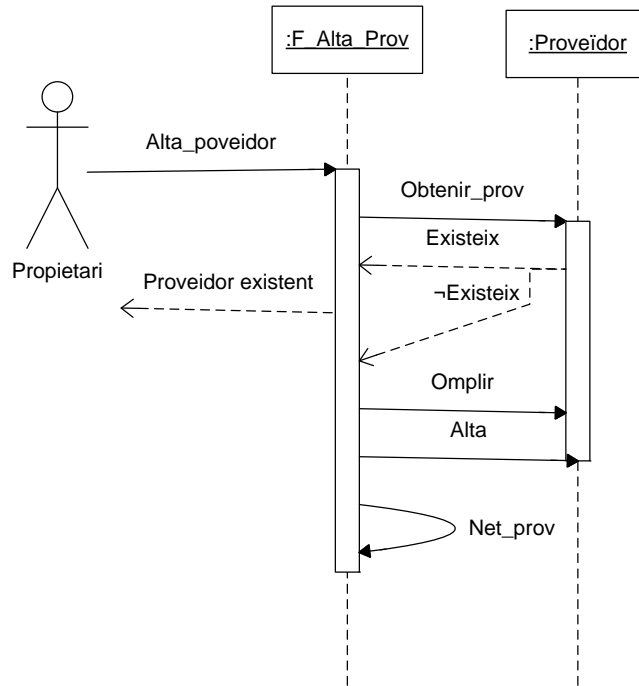 :F_Alta_Prov
:Proveïdor
Alta_poveidor
Obtenir_prov
Existeix
Propietari
Proveidor existent
¬Existeix
Omplir
Alta
Net_prov